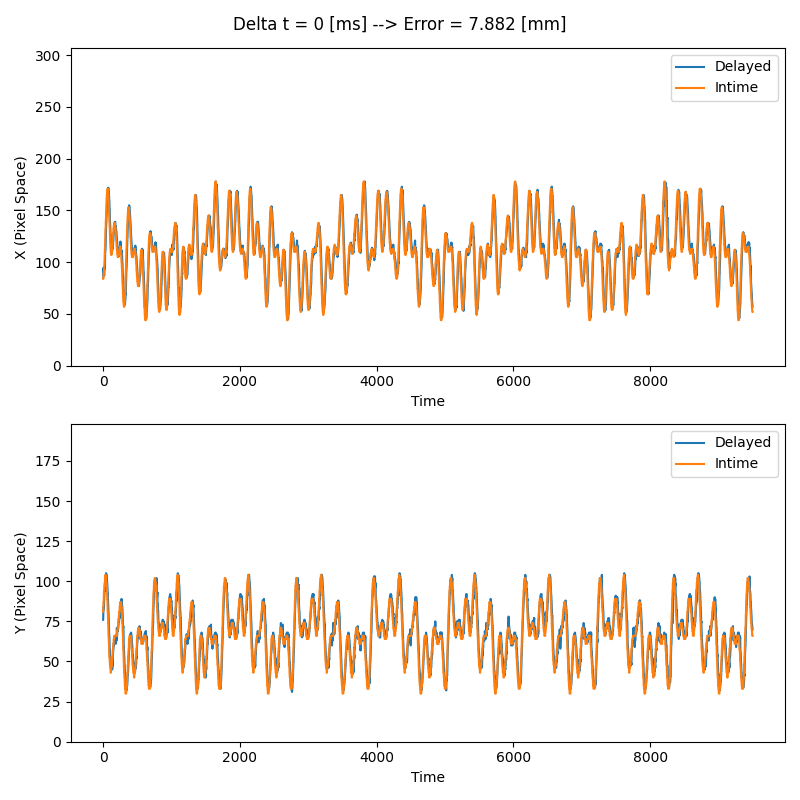 Delta t = 0 [ms] --> Error = 7.882 [mm]
300
250
200
150
100
50
0
X (Pixel Space)
Delayed
Intime
0 2000 4000 6000 8000
Time
175
150
125
100
75
50
25
0
Y (Pixel Space)
Delayed
Intime
0 2000 4000 6000 8000
Time